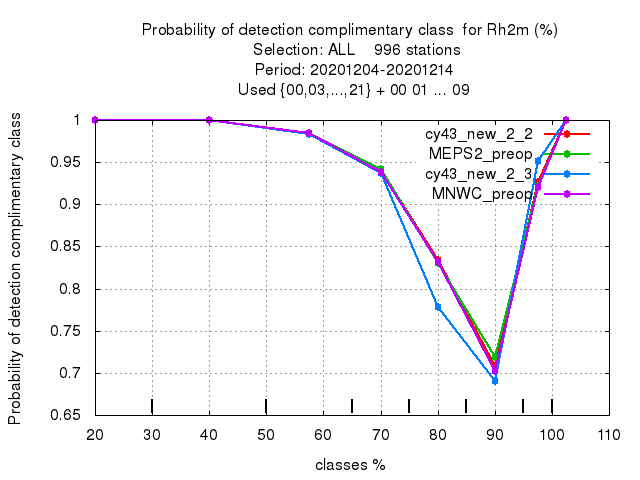 Probability of detection complimentary class  for Rh2m (%)
Selection: ALL    996 stations
Period: 20201204-20201214
Used {00,03,...,21} + 00 01 ... 09
Probability of detection complimentary class
1
0.95
0.9
0.85
0.8
0.75
0.7
0.65
cy43_new_2_2
MEPS2_preop
cy43_new_2_3
MNWC_preop
20 30 40 50 60 70 80 90 100 110
classes %